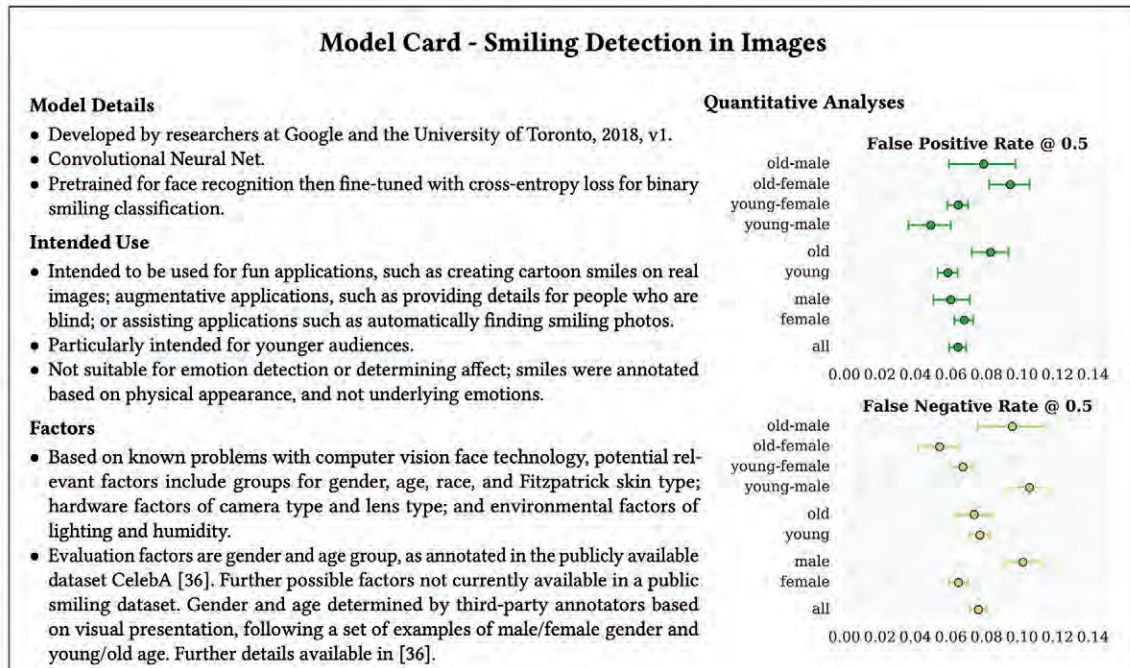 Model Card - Smiling Detection in Images
Model Details
• Developed by researchers at Google and the University of Toronto, 2018, v1.
• Convolutional Neural Net.
• Pretrained for face recognition then fine-tuned with cross-entropy loss for binary
smiling classification.
Intended Use
• Intended to be used for fun applications, such as creating cartoon smiles on real
images; augmentative applications, such as providing details for people who are
blind; or assisting applications such as automatically finding smiling photos.
• Particularly intended for younger audiences.
• Not suitable for emotion detection or determining affect; smiles were annotated
based on physical appearance, and not underlying emotions.
Factors
• Based on known problems with computer vision face technology, potential rel-
evant factors include groups for gender, age, race, and Fitzpatrick skin type;
hardware factors of camera type and lens type; and environmental factors of
lighting and humidity.
• Evaluation factors are gender and age group, as annotated in the publicly available
dataset CelebA [36]. Further possible factors not currently available in a public
smiling dataset. Gender and age determined by third-party annotators based
on visual presentation, following a set of examples of male/female gender and
young/old age. Further details available in [36].
Quantitative Analyses
False Positive Rate @ 0.5
old-male
old-female
young-female
young-male
old
young
male
female
all
0.00 0.02 0.04 0.06 0.08 0.10 0.12 0.14
False Negative Rate @ 0.5
old-male
old-female
young-female
young-male
old
young
male
female
all
0.00 0.02 0.04 0.06 0.08 0.10 0.12 0.14